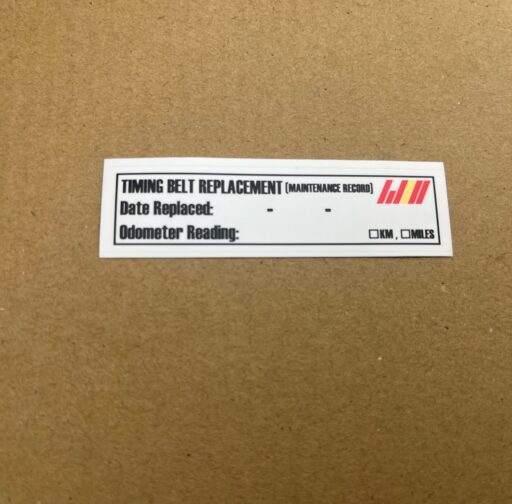 TIMING BELT REPLACEMENT (MAINTENANCE RECORD)
Date Replaced: - -
Odometer Reading: ☐KM , ☐MILES